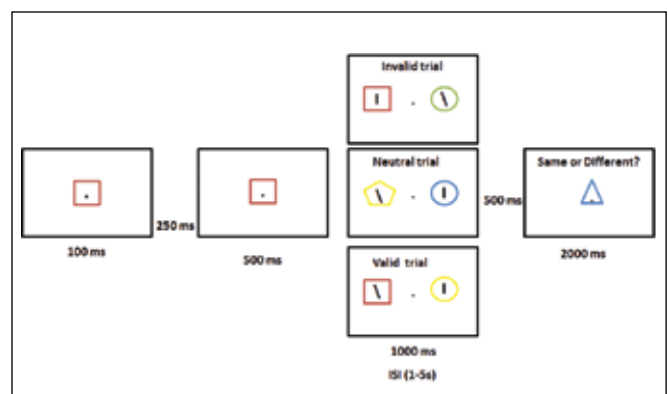 Invalid trial
Neutral trial
Same or Different?
250 ms
500 ms
100 ms
500 ms
2000 ms
Valid trial
1000 ms
ISI (1-5s)